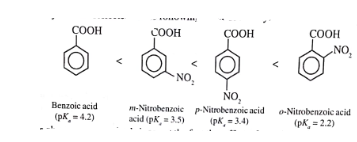 COOH COOH COOH COOH
NO₂
< < <
NO₂
NO₂
Benzoic acid m-Nitrobenzoic p-Nitrobenzoic acid o-Nitrobenzoic acid
(pKₐ = 4.2) acid (pKₐ = 3.5) (pKₐ = 3.4) (pKₐ = 2.2)